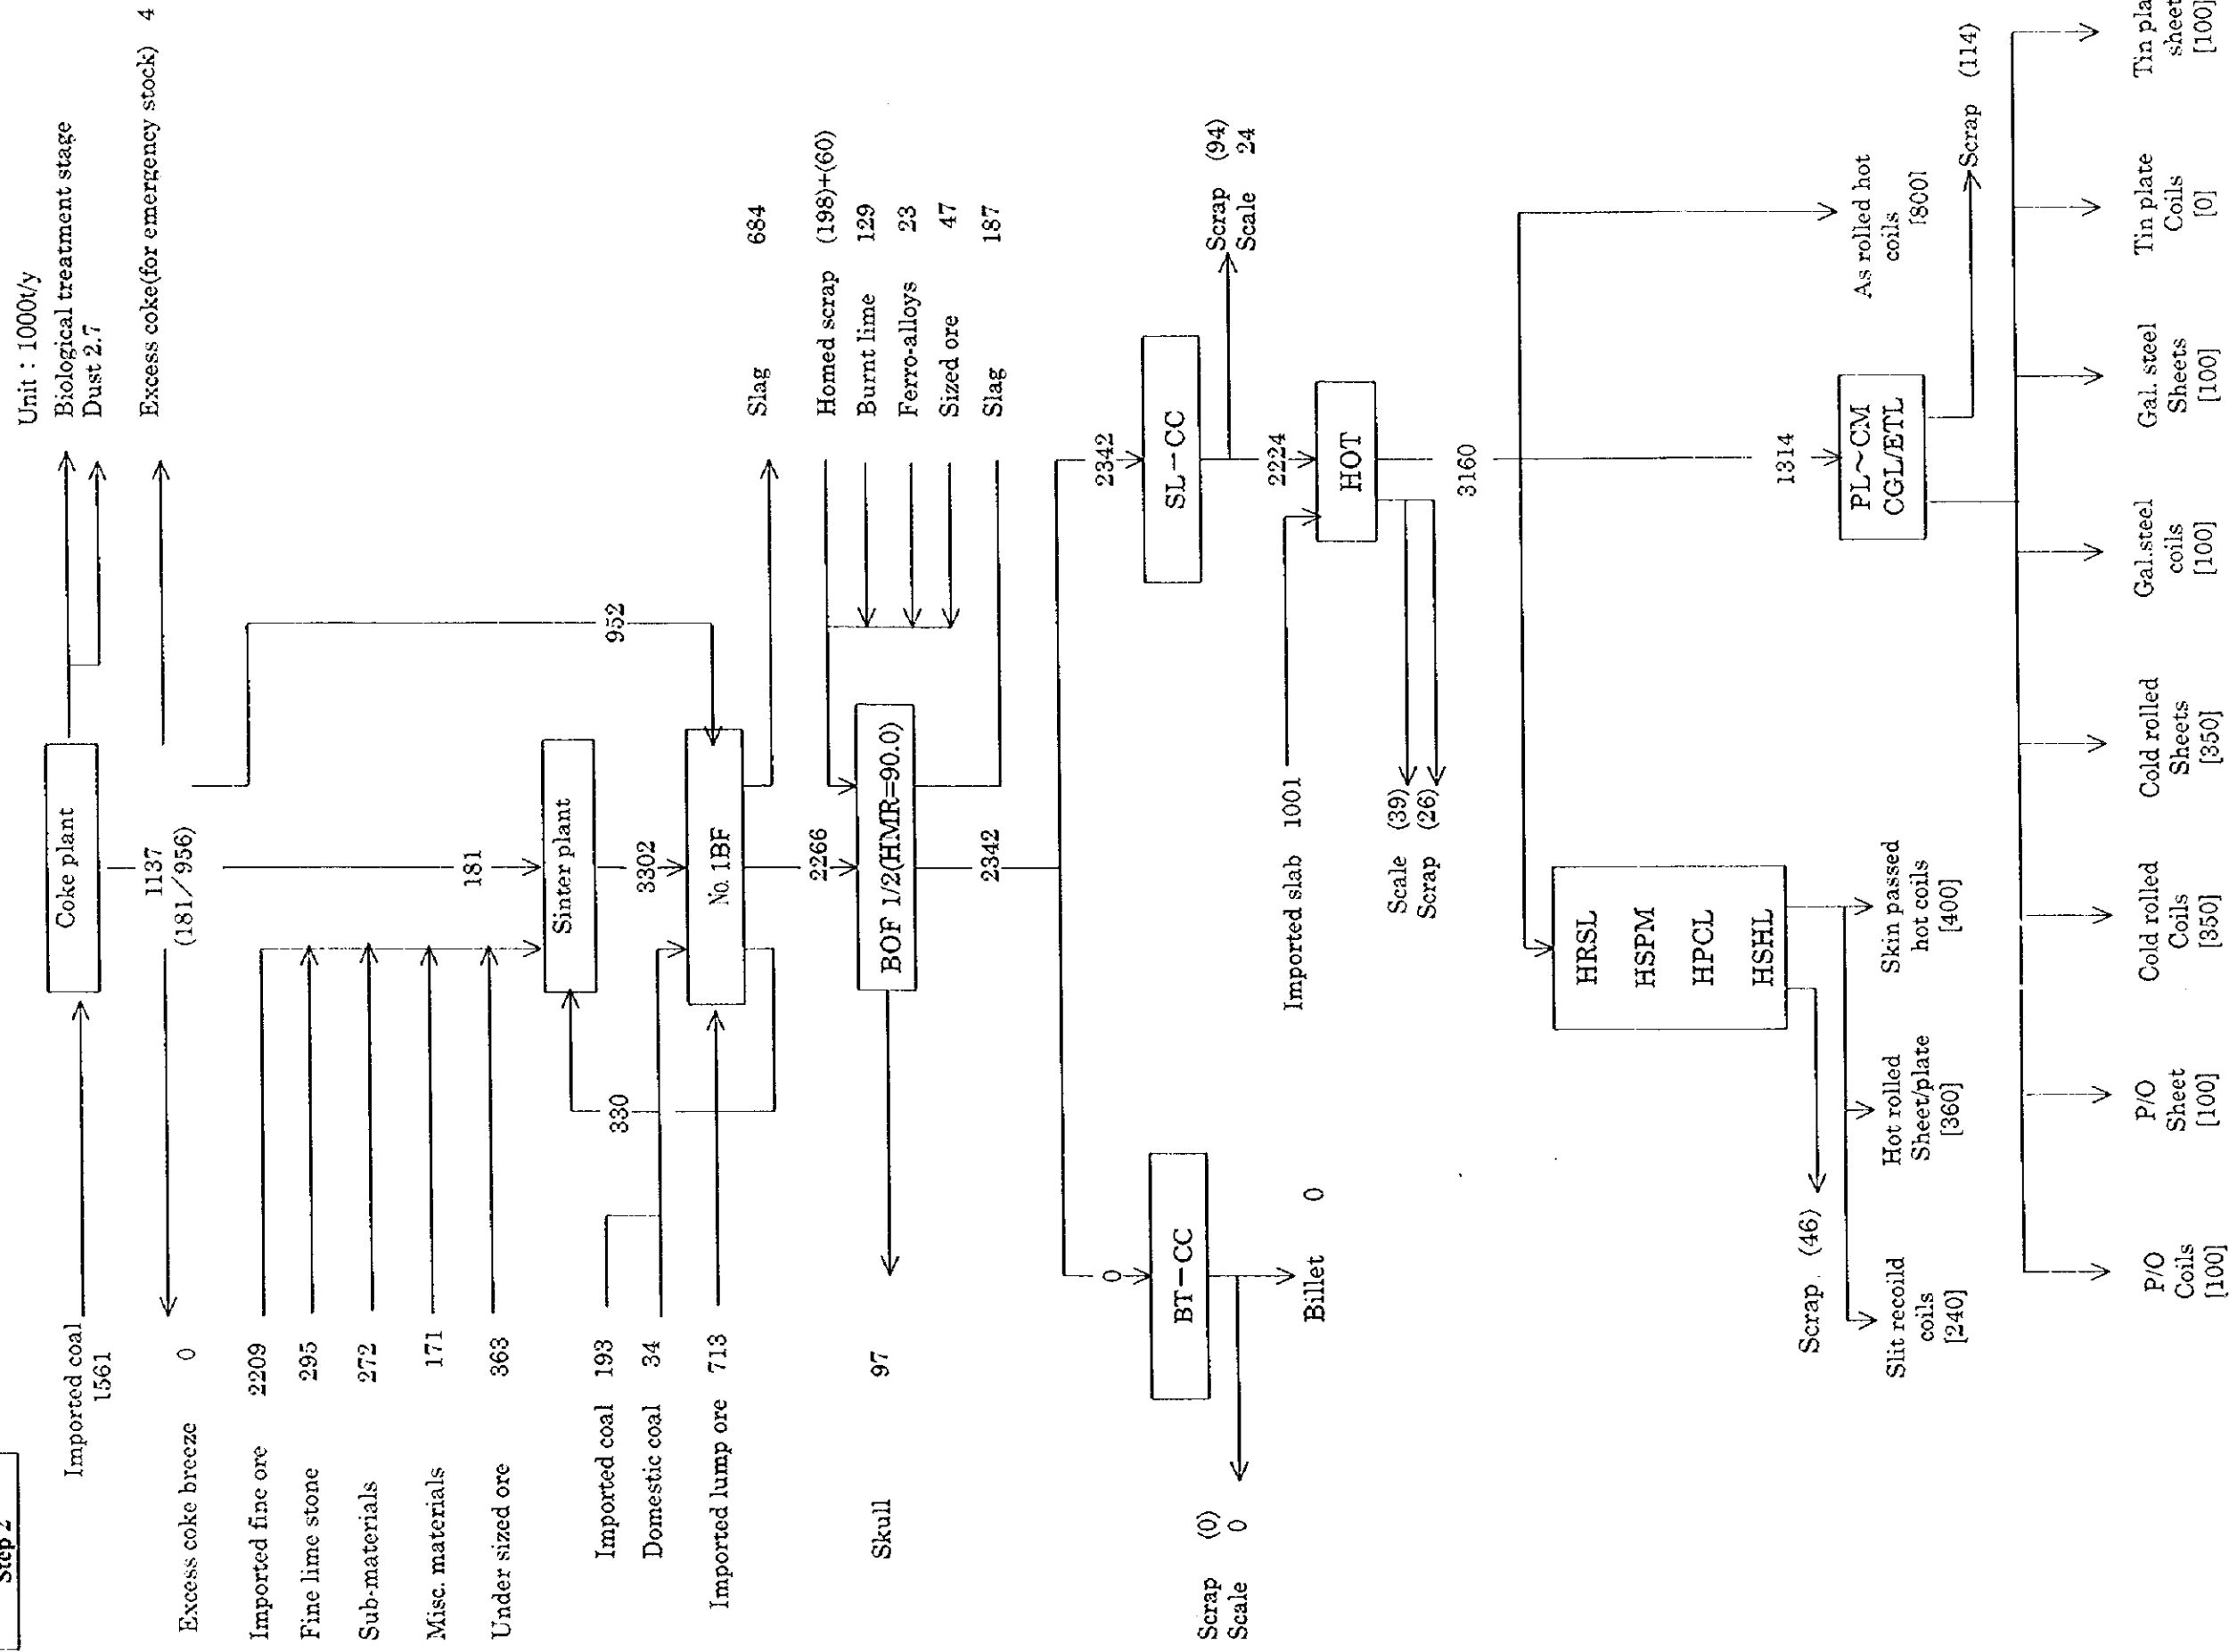 Step 2
Unit : 1000t/y
Biological treatment stage
Dust 2.7
Excess coke(for emergency stock) 4
Imported coal
1561
Coke plant
1137
(181/956)
Excess coke breeze 0
952
181
Imported fine ore 2209
Fine lime stone 295
Sub-materials 272
Misc. materials 171
Under sized ore 363
Sinter plant
3302
330
Imported coal 193
Domestic coal 34
Imported lump ore 713
No. 1BF
Slag 684
2266
Homed scrap (198)+(60)
Burnt lime 129
Ferro-alloys 23
Sized ore 47
Slag 187
BOF 1/2(HMR=90.0)
Skull 97
2342
0
BT-CC
Scrap (0)
Scale 0
Billet 0
2342
SL-CC
Scrap (94)
Scale 24
2224
Imported slab 1001
HOT
Scale (39)
Scrap (26)
3160
HRSL
HSPM
HPCL
HSHL
Scrap. (46)
Slit recoild
coils
[240]
Hot rolled
Sheet/plate
[360]
Skin passed
hot coils
[400]
1314
As rolled hot
coils
[800]
PL~CM
CGL/ETL
Scrap (114)
P/O
Coils
[100]
P/O
Sheet
[100]
Cold rolled
Coils
[350]
Cold rolled
Sheets
[350]
Gal.steel
coils
[100]
Gal. steel
Sheets
[100]
Tin plate
Coils
[0]
Tin pla
sheet
[100]